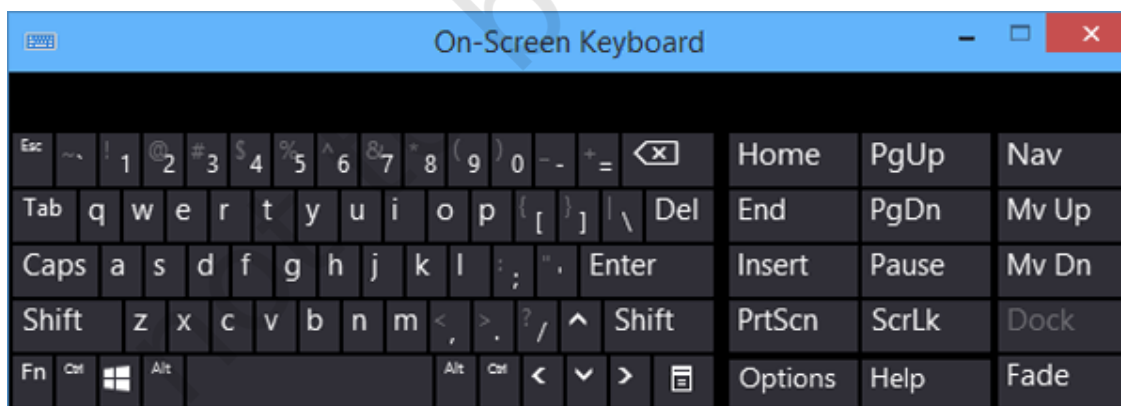 On-Screen Keyboard
Esc ~ ` ! 1 @ 2 # 3 $ 4 % 5 ^ 6 & 7 * 8 ( 9 ) 0 _ - + = Home PgUp Nav
Tab q w e r t y u i o p { [ } ] | \ Del End PgDn Mv Up
Caps a s d f g h j k l : ; " ' Enter Insert Pause Mv Dn
Shift z x c v b n m < , > . ? / Shift PrtScn ScrLk Dock
Fn Ctrl Alt Alt Ctrl Options Help Fade